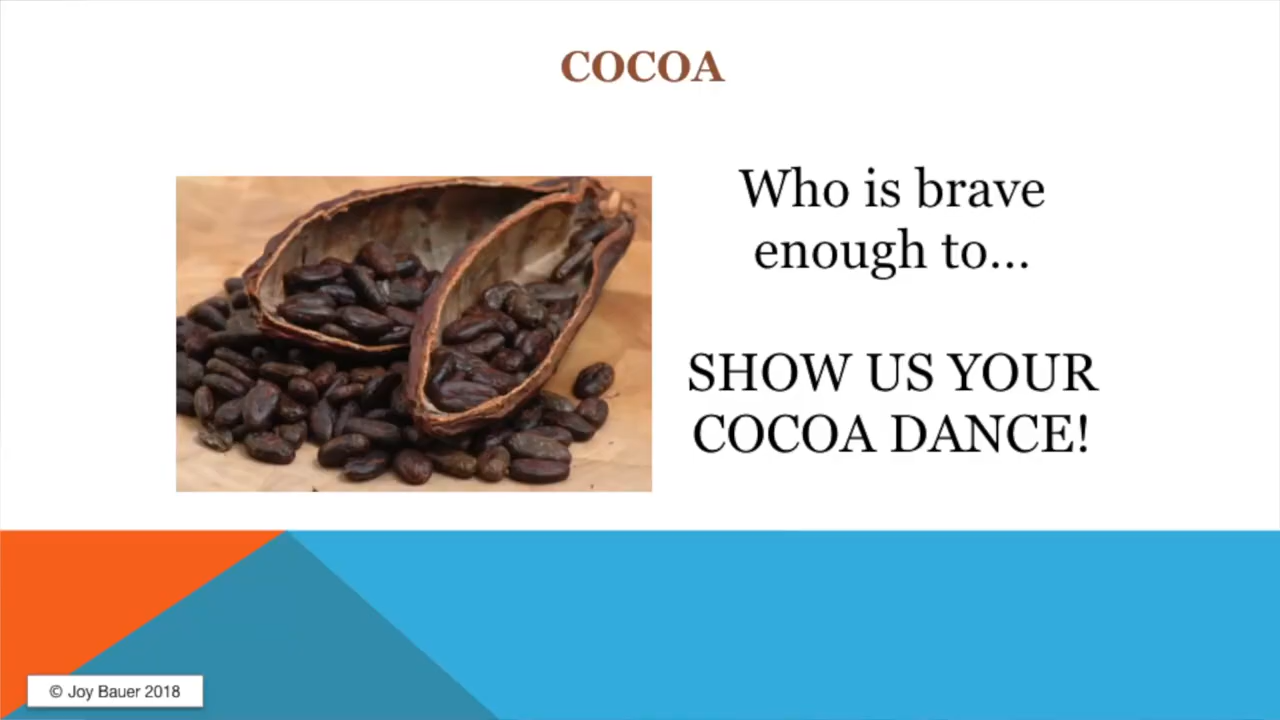 COCOA
Who is brave
enough to...
SHOW US YOUR
COCOA DANCE!
© Joy Bauer 2018